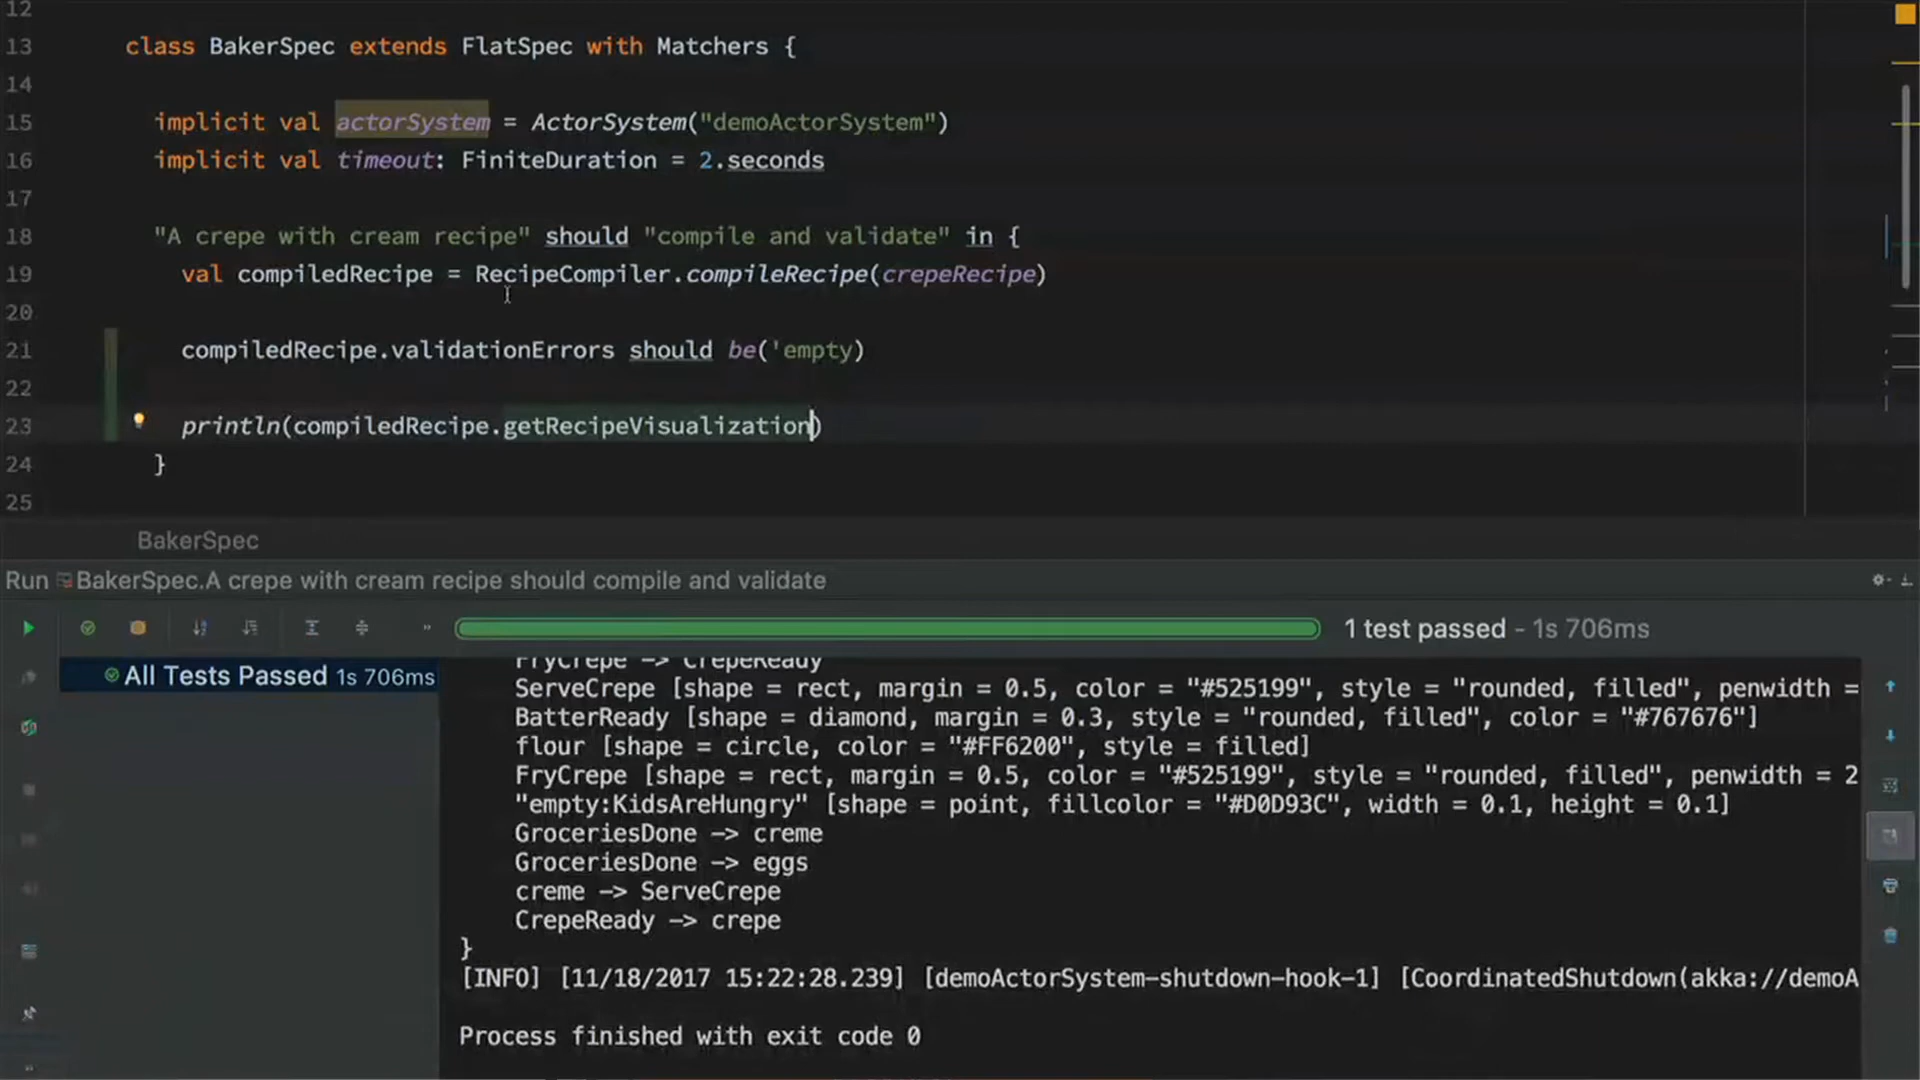 12
13 class BakerSpec extends FlatSpec with Matchers {
14
15 implicit val actorSystem = ActorSystem("demoActorSystem")
16 implicit val timeout: FiniteDuration = 2.seconds
17
18 "A crepe with cream recipe" should "compile and validate" in {
19 val compiledRecipe = RecipeCompiler.compileRecipe(crepeRecipe)
20
21 compiledRecipe.validationErrors should be('empty)
22
23 println(compiledRecipe.getRecipeVisualization)
24 }
25
BakerSpec
Run BakerSpec.A crepe with cream recipe should compile and validate
» 1 test passed - 1s 706ms
All Tests Passed 1s 706ms
FryCrepe -> CrepeReady
ServeCrepe [shape = rect, margin = 0.5, color = "#525199", style = "rounded, filled", penwidth =
BatterReady [shape = diamond, margin = 0.3, style = "rounded, filled", color = "#767676"]
flour [shape = circle, color = "#FF6200", style = filled]
FryCrepe [shape = rect, margin = 0.5, color = "#525199", style = "rounded, filled", penwidth = 2
"empty:KidsAreHungry" [shape = point, fillcolor = "#D0D93C", width = 0.1, height = 0.1]
GroceriesDone -> creme
GroceriesDone -> eggs
creme -> ServeCrepe
CrepeReady -> crepe
}
[INFO] [11/18/2017 15:22:28.239] [demoActorSystem-shutdown-hook-1] [CoordinatedShutdown(akka://demoA
Process finished with exit code 0